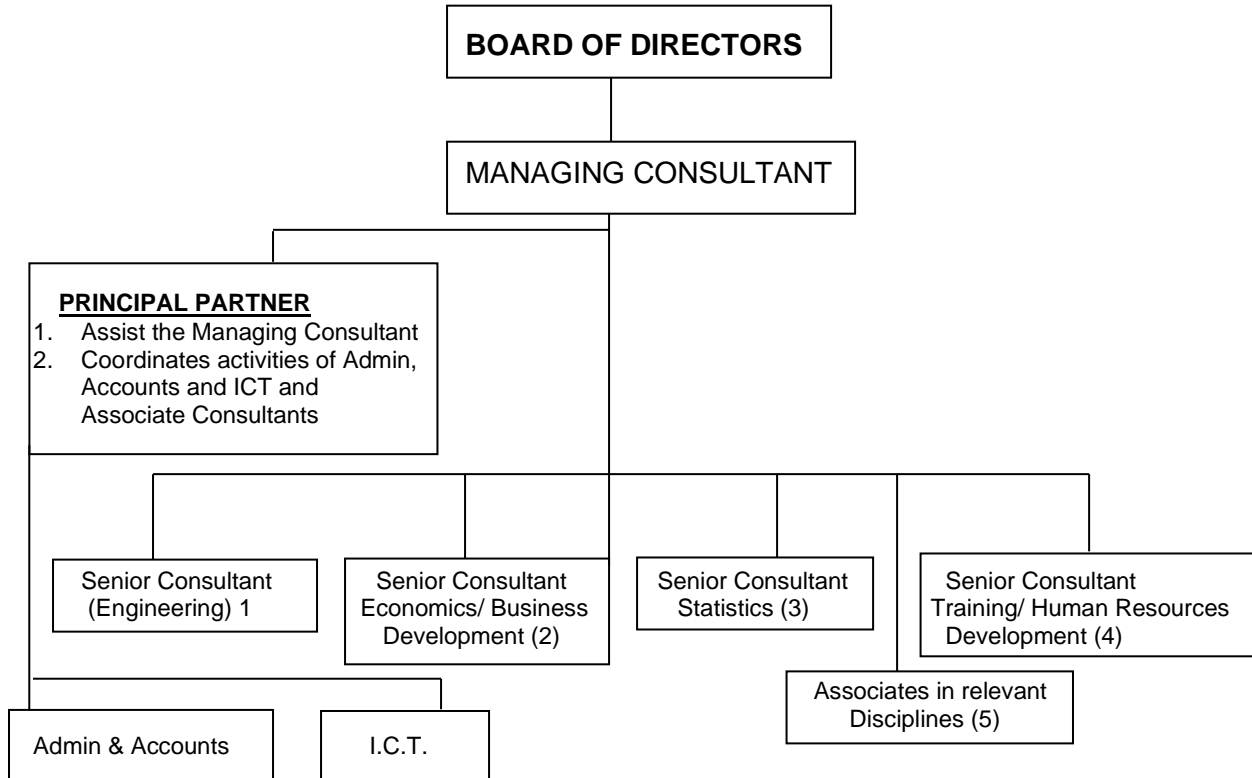 BOARD OF DIRECTORS
MANAGING CONSULTANT
PRINCIPAL PARTNER
1. Assist the Managing Consultant
2. Coordinates activities of Admin,
Accounts and ICT and
Associate Consultants
Senior Consultant
(Engineering) 1
Senior Consultant
Economics/ Business
Development (2)
Senior Consultant
Statistics (3)
Senior Consultant
Training/ Human Resources
Development (4)
Associates in relevant
Disciplines (5)
Admin & Accounts
I.C.T.